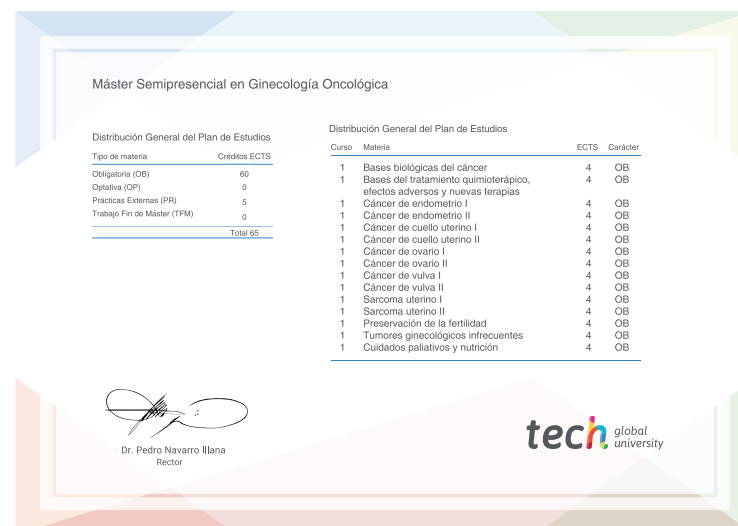 Máster Semipresencial en Ginecología Oncológica
Distribución General del Plan de Estudios
Tipo de materia Créditos ECTS
Obligatoria (OB) 60
Optativa (OP) 0
Prácticas Externas (PR) 5
Trabajo Fin de Máster (TFM) 0
Total 65
Distribución General del Plan de Estudios
Curso Materia ECTS Carácter
1 Bases biológicas del cáncer 4 OB
1 Bases del tratamiento quimioterápico, 4 OB
efectos adversos y nuevas terapias
1 Cáncer de endometrio I 4 OB
1 Cáncer de endometrio II 4 OB
1 Cáncer de cuello uterino I 4 OB
1 Cáncer de cuello uterino II 4 OB
1 Cáncer de ovario I 4 OB
1 Cáncer de ovario II 4 OB
1 Cáncer de vulva I 4 OB
1 Cáncer de vulva II 4 OB
1 Sarcoma uterino I 4 OB
1 Sarcoma uterino II 4 OB
1 Preservación de la fertilidad 4 OB
1 Tumores ginecológicos infrecuentes 4 OB
1 Cuidados paliativos y nutrición 4 OB
Dr. Pedro Navarro Illana
Rector
tech global
university